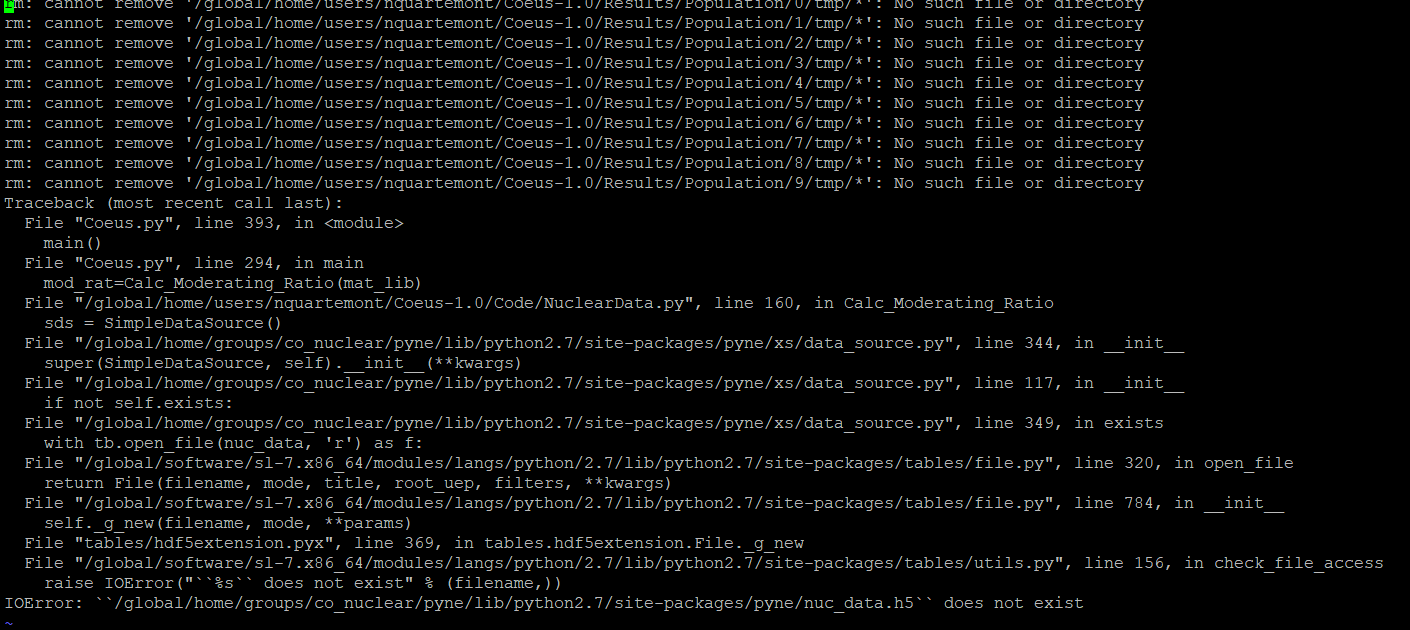 rm: cannot remove '/global/home/users/nquartemont/Coeus-1.0/Results/Population/0/tmp/*': No such file or directory
rm: cannot remove '/global/home/users/nquartemont/Coeus-1.0/Results/Population/1/tmp/*': No such file or directory
rm: cannot remove '/global/home/users/nquartemont/Coeus-1.0/Results/Population/2/tmp/*': No such file or directory
rm: cannot remove '/global/home/users/nquartemont/Coeus-1.0/Results/Population/3/tmp/*': No such file or directory
rm: cannot remove '/global/home/users/nquartemont/Coeus-1.0/Results/Population/4/tmp/*': No such file or directory
rm: cannot remove '/global/home/users/nquartemont/Coeus-1.0/Results/Population/5/tmp/*': No such file or directory
rm: cannot remove '/global/home/users/nquartemont/Coeus-1.0/Results/Population/6/tmp/*': No such file or directory
rm: cannot remove '/global/home/users/nquartemont/Coeus-1.0/Results/Population/7/tmp/*': No such file or directory
rm: cannot remove '/global/home/users/nquartemont/Coeus-1.0/Results/Population/8/tmp/*': No such file or directory
rm: cannot remove '/global/home/users/nquartemont/Coeus-1.0/Results/Population/9/tmp/*': No such file or directory
Traceback (most recent call last):
  File "Coeus.py", line 393, in <module>
    main()
  File "Coeus.py", line 294, in main
    mod_rat=Calc_Moderating_Ratio(mat_lib)
  File "/global/home/users/nquartemont/Coeus-1.0/Code/NuclearData.py", line 160, in Calc_Moderating_Ratio
    sds = SimpleDataSource()
  File "/global/home/groups/co_nuclear/pyne/lib/python2.7/site-packages/pyne/xs/data_source.py", line 344, in __init__
    super(SimpleDataSource, self).__init__(**kwargs)
  File "/global/home/groups/co_nuclear/pyne/lib/python2.7/site-packages/pyne/xs/data_source.py", line 117, in __init__
    if not self.exists:
  File "/global/home/groups/co_nuclear/pyne/lib/python2.7/site-packages/pyne/xs/data_source.py", line 349, in exists
    with tb.open_file(nuc_data, 'r') as f:
  File "/global/software/sl-7.x86_64/modules/langs/python/2.7/lib/python2.7/site-packages/tables/file.py", line 320, in open_file
    return File(filename, mode, title, root_uep, filters, **kwargs)
  File "/global/software/sl-7.x86_64/modules/langs/python/2.7/lib/python2.7/site-packages/tables/file.py", line 784, in __init__
    self._g_new(filename, mode, **params)
  File "tables/hdf5extension.pyx", line 369, in tables.hdf5extension.File._g_new
  File "/global/software/sl-7.x86_64/modules/langs/python/2.7/lib/python2.7/site-packages/tables/utils.py", line 156, in check_file_access
    raise IOError("``%s`` does not exist" % (filename,))
IOError: ``/global/home/groups/co_nuclear/pyne/lib/python2.7/site-packages/pyne/nuc_data.h5`` does not exist
~